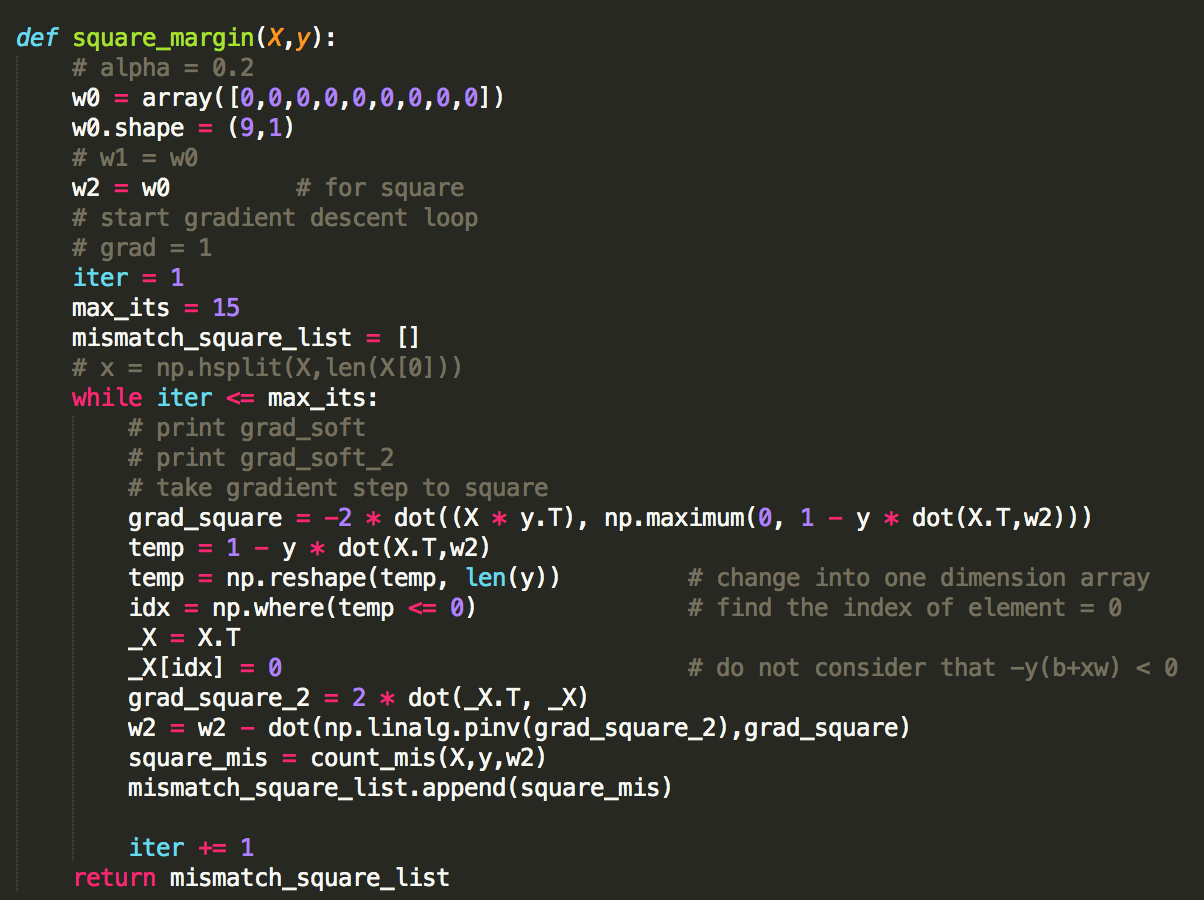 def square_margin(X,y):
    # alpha = 0.2
    w0 = array([0,0,0,0,0,0,0,0,0])
    w0.shape = (9,1)
    # w1 = w0
    w2 = w0         # for square
    # start gradient descent loop
    # grad = 1
    iter = 1
    max_its = 15
    mismatch_square_list = []
    # x = np.hsplit(X,len(X[0]))
    while iter <= max_its:
        # print grad_soft
        # print grad_soft_2
        # take gradient step to square
        grad_square = -2 * dot((X * y.T), np.maximum(0, 1 - y * dot(X.T,w2)))
        temp = 1 - y * dot(X.T,w2)
        temp = np.reshape(temp, len(y))         # change into one dimension array
        idx = np.where(temp <= 0)               # find the index of element = 0
        _X = X.T
        _X[idx] = 0                             # do not consider that -y(b+xw) < 0
        grad_square_2 = 2 * dot(_X.T, _X)
        w2 = w2 - dot(np.linalg.pinv(grad_square_2),grad_square)
        square_mis = count_mis(X,y,w2)
        mismatch_square_list.append(square_mis)

        iter += 1
    return mismatch_square_list